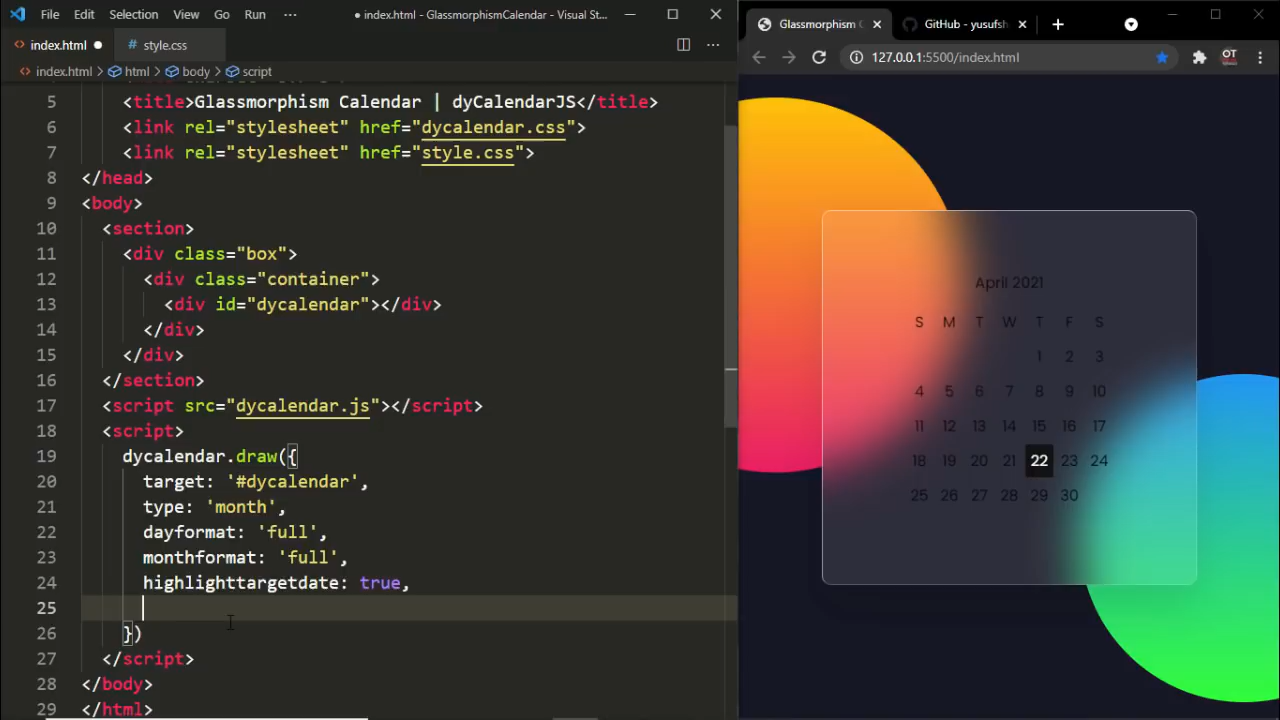 File Edit Selection View Go Run ··· ● index.html - GlassmorphismCalendar - Visual St...
index.html ● style.css
index.html > html > body > script
5 <title>Glassmorphism Calendar | dyCalendarJS</title>
6 <link rel="stylesheet" href="dycalendar.css">
7 <link rel="stylesheet" href="style.css">
8 </head>
9 <body>
10 <section>
11 <div class="box">
12 <div class="container">
13 <div id="dycalendar"></div>
14 </div>
15 </div>
16 </section>
17 <script src="dycalendar.js"></script>
18 <script>
19 dycalendar.draw({
20 target: '#dycalendar',
21 type: 'month',
22 dayformat: 'full',
23 monthformat: 'full',
24 highlighttargetdate: true,
25
26 })
27 </script>
28 </body>
29 </html>
Glassmorphism C GitHub - yusufsh
127.0.0.1:5500/index.html OT
April 2021
S M T W T F S
1 2 3
4 5 6 7 8 9 10
11 12 13 14 15 16 17
18 19 20 21 22 23 24
25 26 27 28 29 30